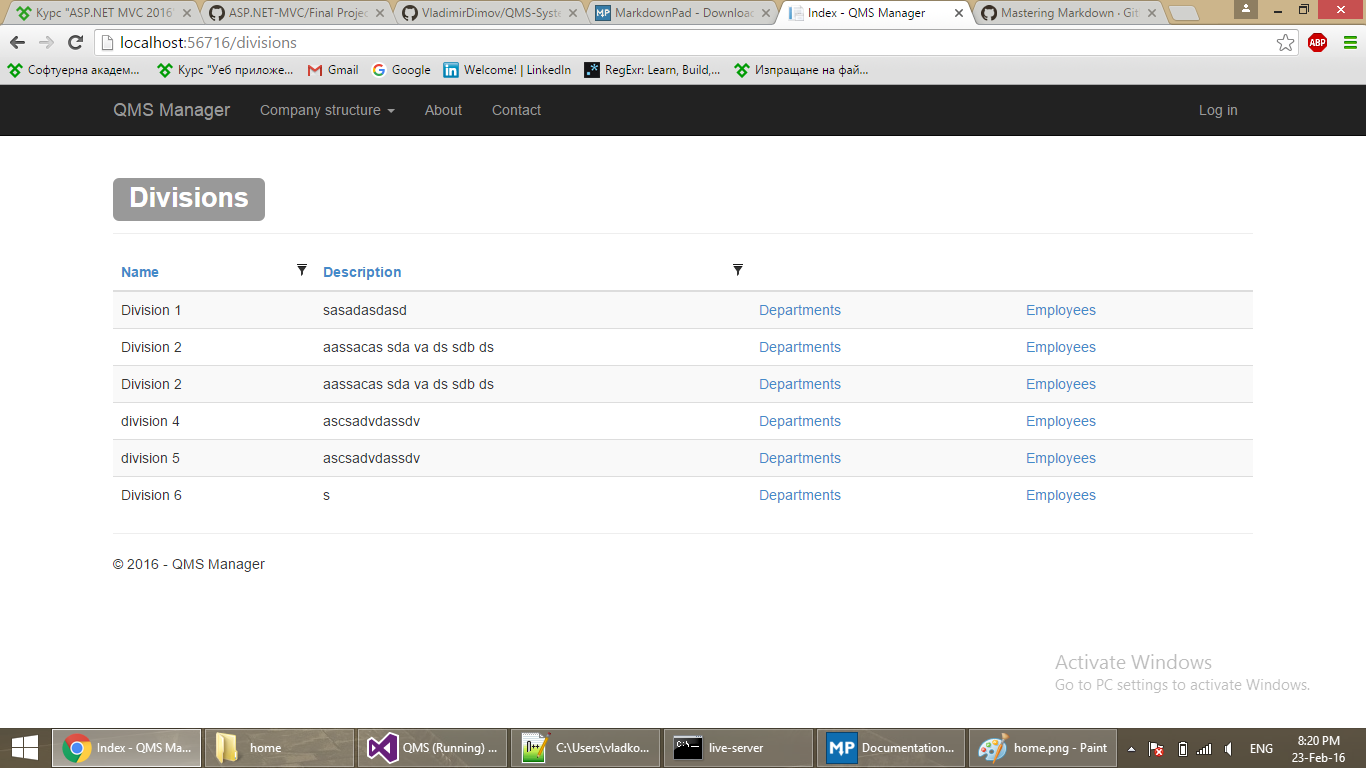 Курс "ASP.NET MVC 2016"
ASP.NET-MVC/Final Projec
VladimirDimov/QMS-Syste
MarkdownPad - Downloac
Index - QMS Manager
Mastering Markdown · Git
localhost:56716/divisions
ABP
Софтуерна академ...
Курс "Уеб приложе...
Gmail
Google
Welcome! | LinkedIn
RegExr: Learn, Build,...
Изпращане на фай...
QMS Manager
Company structure
About
Contact
Log in
Divisions
Name Description
Division 1 sasadasdasd Departments Employees
Division 2 aassacas sda va ds sdb ds Departments Employees
Division 2 aassacas sda va ds sdb ds Departments Employees
division 4 ascsadvdassdv Departments Employees
division 5 ascsadvdassdv Departments Employees
Division 6 s Departments Employees
© 2016 - QMS Manager
Activate Windows
Go to PC settings to activate Windows.
Index - QMS Ma...
home
QMS (Running) ...
C:\Users\vladko...
live-server
MP
Documentation...
home.png - Paint
ENG
8:20 PM
23-Feb-16